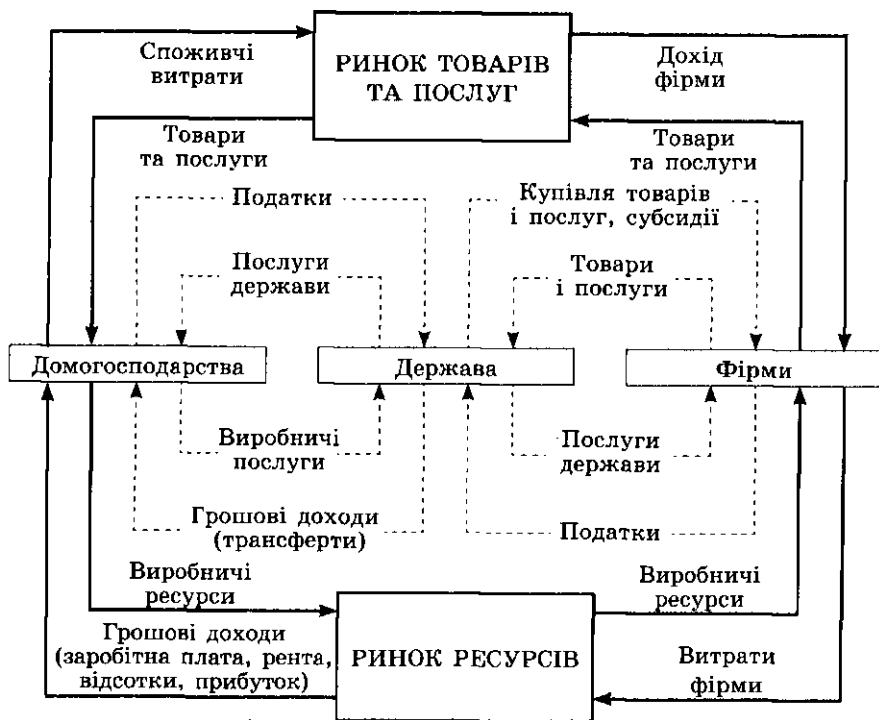 Споживчі
витрати
РИНОК ТОВАРІВ
ТА ПОСЛУГ
Дохід
фірми
Товари
та послуги
Товари
та послуги
Податки
Купівля товарів
і послуг, субсидії
Послуги
держави
Товари
і послуги
Домогосподарства
Держава
Фірми
Виробничі
послуги
Послуги
держави
Грошові доходи
(трансферти)
Податки
Виробничі
ресурси
Виробничі
ресурси
Грошові доходи
(заробітна плата, рента,
відсотки, прибуток)
РИНОК РЕСУРСІВ
Витрати
фірми